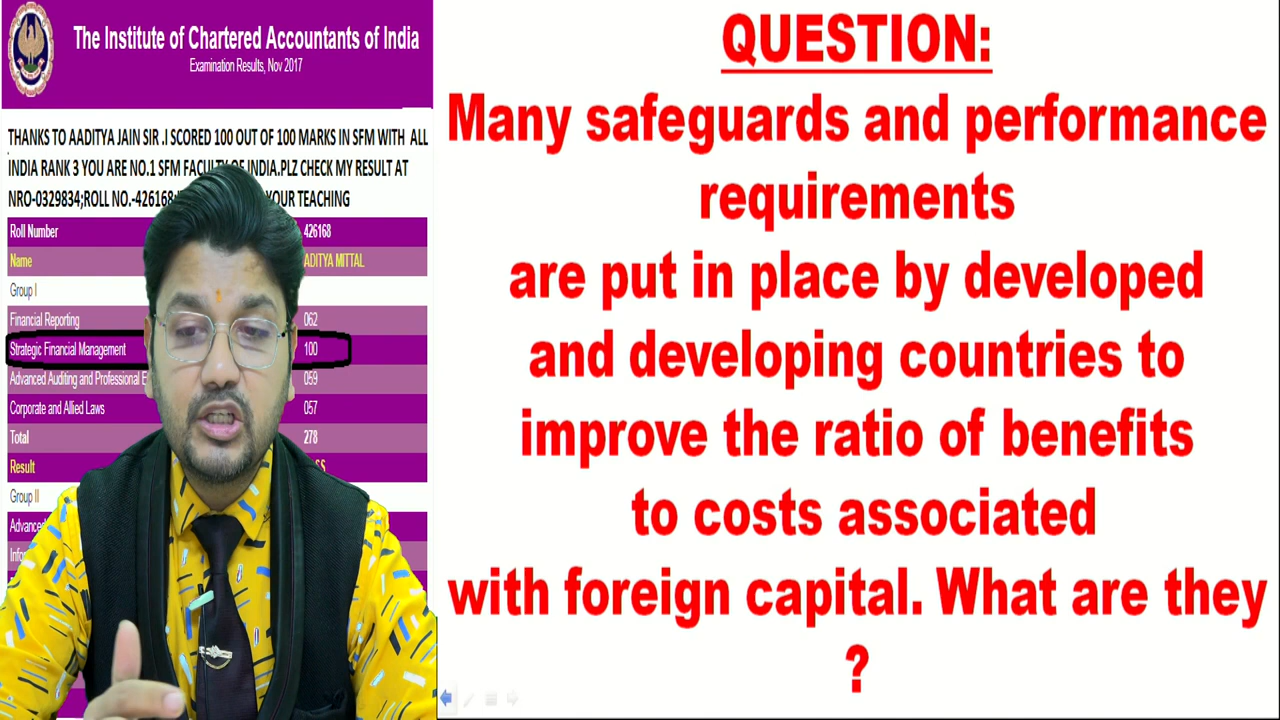 The Institute of Chartered Accountants of India
Examination Results, Nov 2017
THANKS TO AADITYA JAIN SIR .I SCORED 100 OUT OF 100 MARKS IN SFM WITH ALL
INDIA RANK 3 YOU ARE NO.1 SFM FACULTY OF INDIA.PLZ CHECK MY RESULT AT
NRO-0329834;ROLL NO.-426168; YOUR TEACHING
Roll Number 426168
Name ADITYA MITTAL
Group I
Financial Reporting 062
Strategic Financial Management 100
Advanced Auditing and Professional 059
Corporate and Allied Laws 057
Total 278
Result
Group II
QUESTION:
Many safeguards and performance
requirements
are put in place by developed
and developing countries to
improve the ratio of benefits
to costs associated
with foreign capital. What are they
?